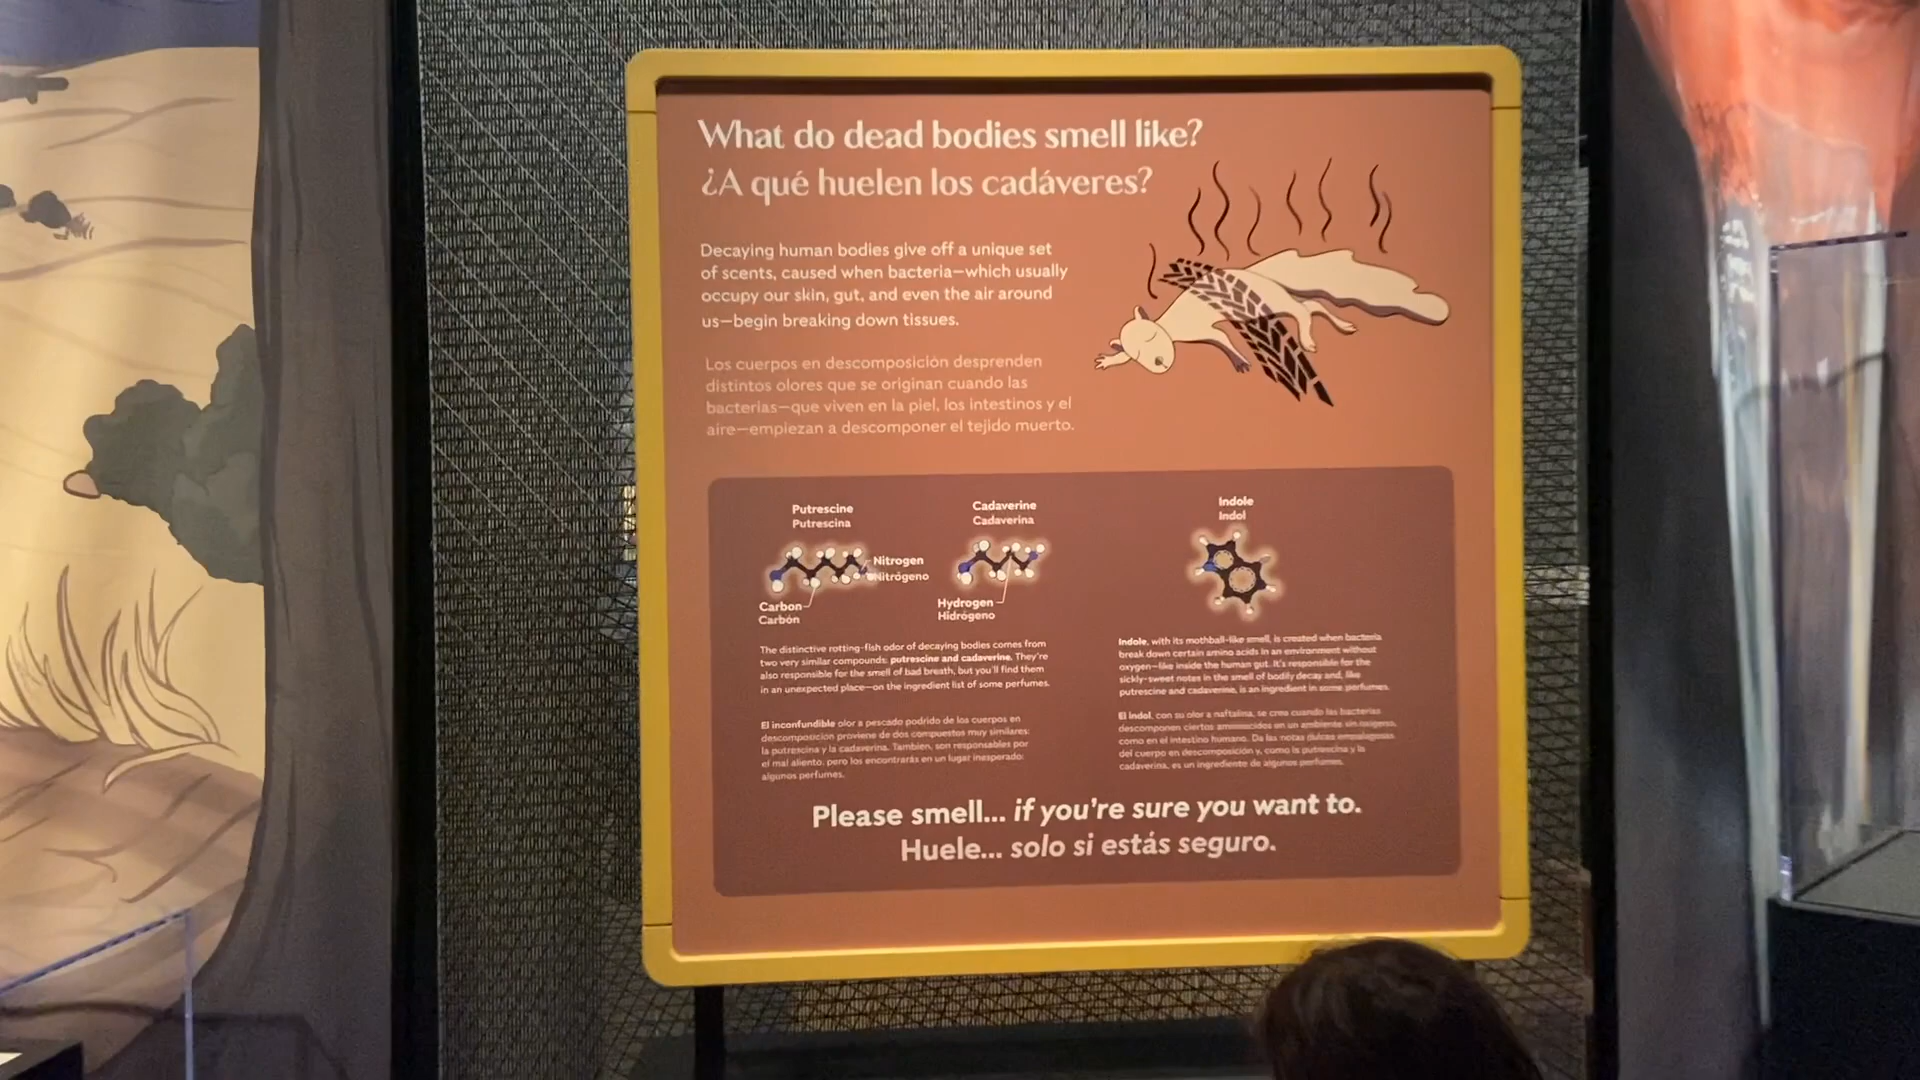 What do dead bodies smell like?
¿A qué huelen los cadáveres?
Decaying human bodies give off a unique set
of scents, caused when bacteria—which usually
occupy our skin, gut, and even the air around
us—begin breaking down tissues.
Los cuerpos en descomposición desprenden
distintos olores que se originan cuando las
bacterias—que viven en la piel, los intestinos y el
aire—empiezan a descomponer el tejido muerto.
Putrescine
Putrescina
Nitrogen
Nitrógeno
Carbon
Carbón
Cadaverine
Cadaverina
Hydrogen
Hidrógeno
The distinctive rotting-fish odor of decaying bodies comes from
two very similar compounds: putrescine and cadaverine. They're
also responsible for the smell of bad breath, but you'll find them
in an unexpected place—on the ingredient list of some perfumes.
El inconfundible olor a pescado podrido de los cuerpos en
descomposición proviene de dos compuestos muy similares:
la putrescina y la cadaverina. También, son responsables por
el mal aliento, pero los encontrarás en un lugar inesperado:
algunos perfumes.
Indole
Indol
Indole, with its mothball-like smell, is created when bacteria
break down certain amino acids in an environment without
oxygen—like inside the human gut. It's responsible for the
sickly-sweet notes in the smell of bodily decay and, like
putrescine and cadaverine, is an ingredient in some perfumes.
El indol, con su olor a naftalina, se crea cuando las bacterias
descomponen ciertos aminoácidos en un ambiente sin oxígeno,
como en el intestino humano. Da las notas dulces empalagosas
del cuerpo en descomposición y, como la putrescina y la
cadaverina, es un ingrediente de algunos perfumes.
Please smell... if you're sure you want to.
Huele... solo si estás seguro.